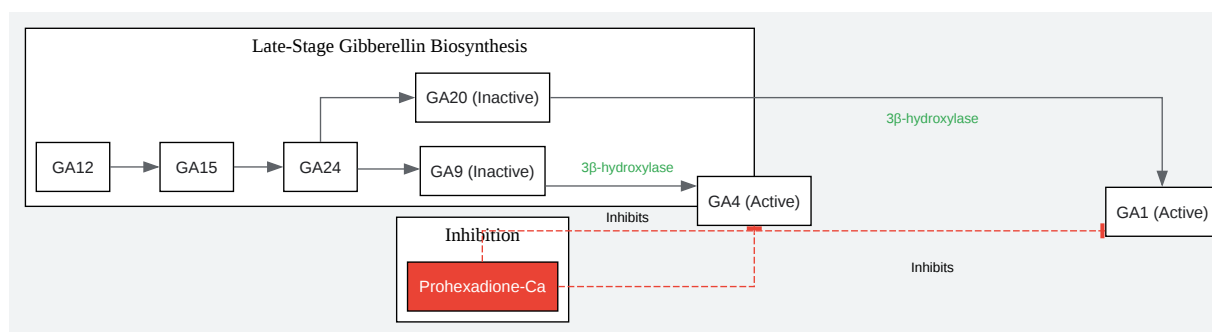 Late-Stage Gibberellin Biosynthesis
GA20 (Inactive)
3β-hydroxylase
GA12
GA15
GA24
GA9 (Inactive)
3β-hydroxylase
GA4 (Active)
GA1 (Active)
Inhibits
Inhibition
Inhibits
Prohexadione-Ca